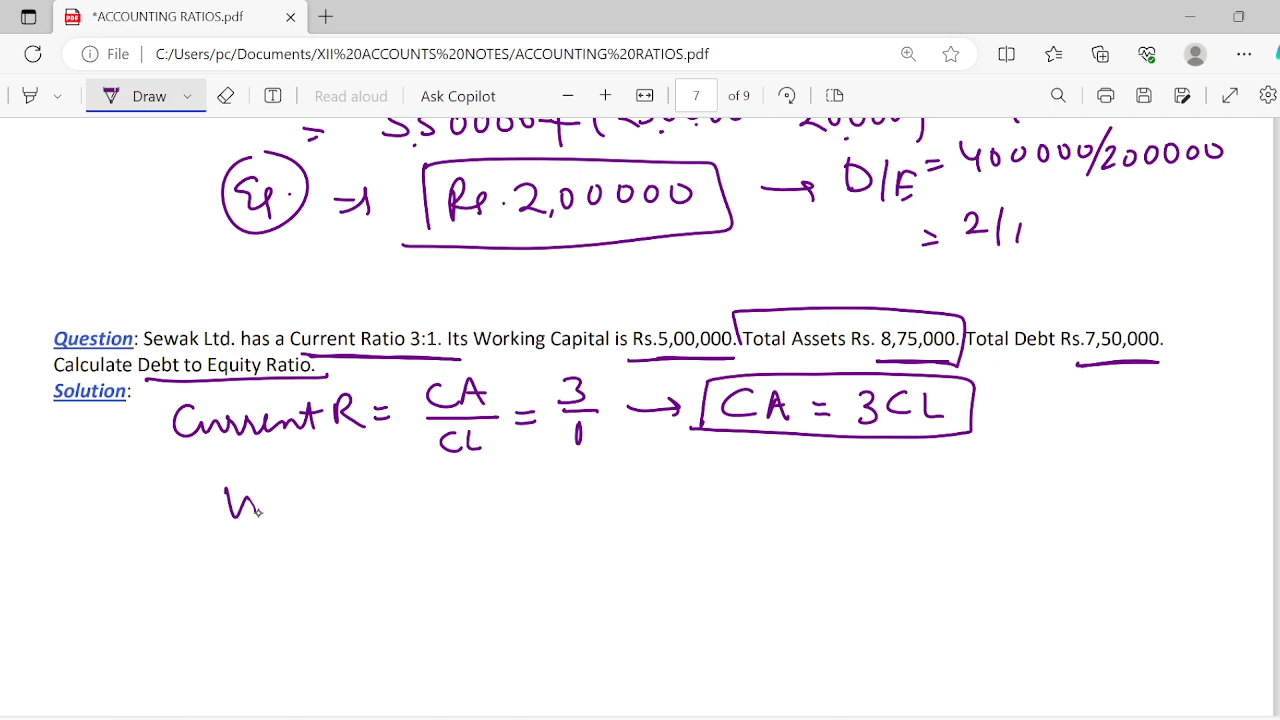 *ACCOUNTING RATIOS.pdf
File C:/Users/pc/Documents/XII%20ACCOUNTS%20NOTES/ACCOUNTING%20RATIOS.pdf
Draw Read aloud Ask Copilot 7 of 9
D/E = 400000/200000
Rs. 2,00000
= 2/1
Question: Sewak Ltd. has a Current Ratio 3:1. Its Working Capital is Rs.5,00,000. Total Assets Rs. 8,75,000. Total Debt Rs.7,50,000.
Calculate Debt to Equity Ratio.
Solution:
Current R = CA/CL = 3/1 → CA = 3CL